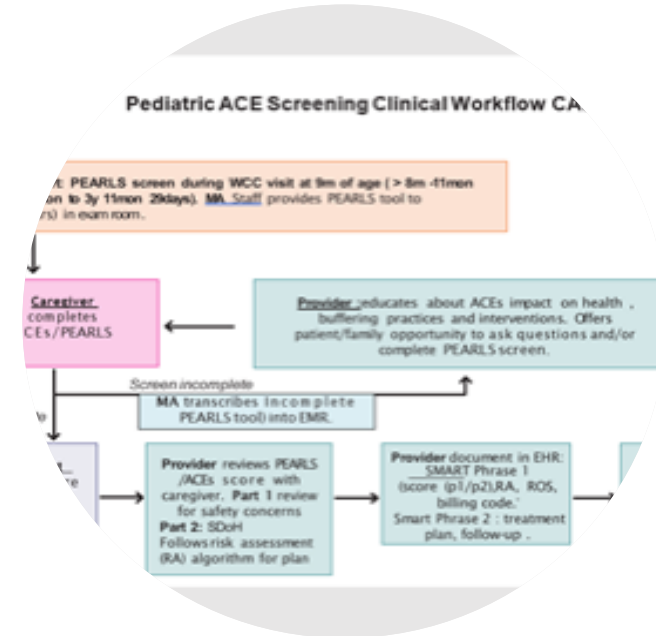 Pediatric ACE Screening Clinical Workflow CA
t: PEARLS screen during WCC visit at 9m of age ( > 8m -11mon
on to 3y 11mon 29days). MA Staff provides PEARLS tool to
rs) in exam room.
Caregiver
completes
CEs/PEARLS
Provider :educates about ACEs impact on health ,
buffering practices and interventions. Offers
patient/family opportunity to ask questions and/or
complete PEARLS screen.
Screen incomplete
MA transcribes Incomplete
PEARLS tool) into EMR.
Provider reviews PEARLS
/ACEs score with
caregiver. Part 1 review
for safety concerns
Part 2: SDoH
Follows risk assessment
(RA) algorithm for plan
Provider document in EHR:
SMART Phrase 1
(score (p1/p2),RA, ROS,
billing code.'
Smart Phrase 2 : treatment
plan, follow-up .